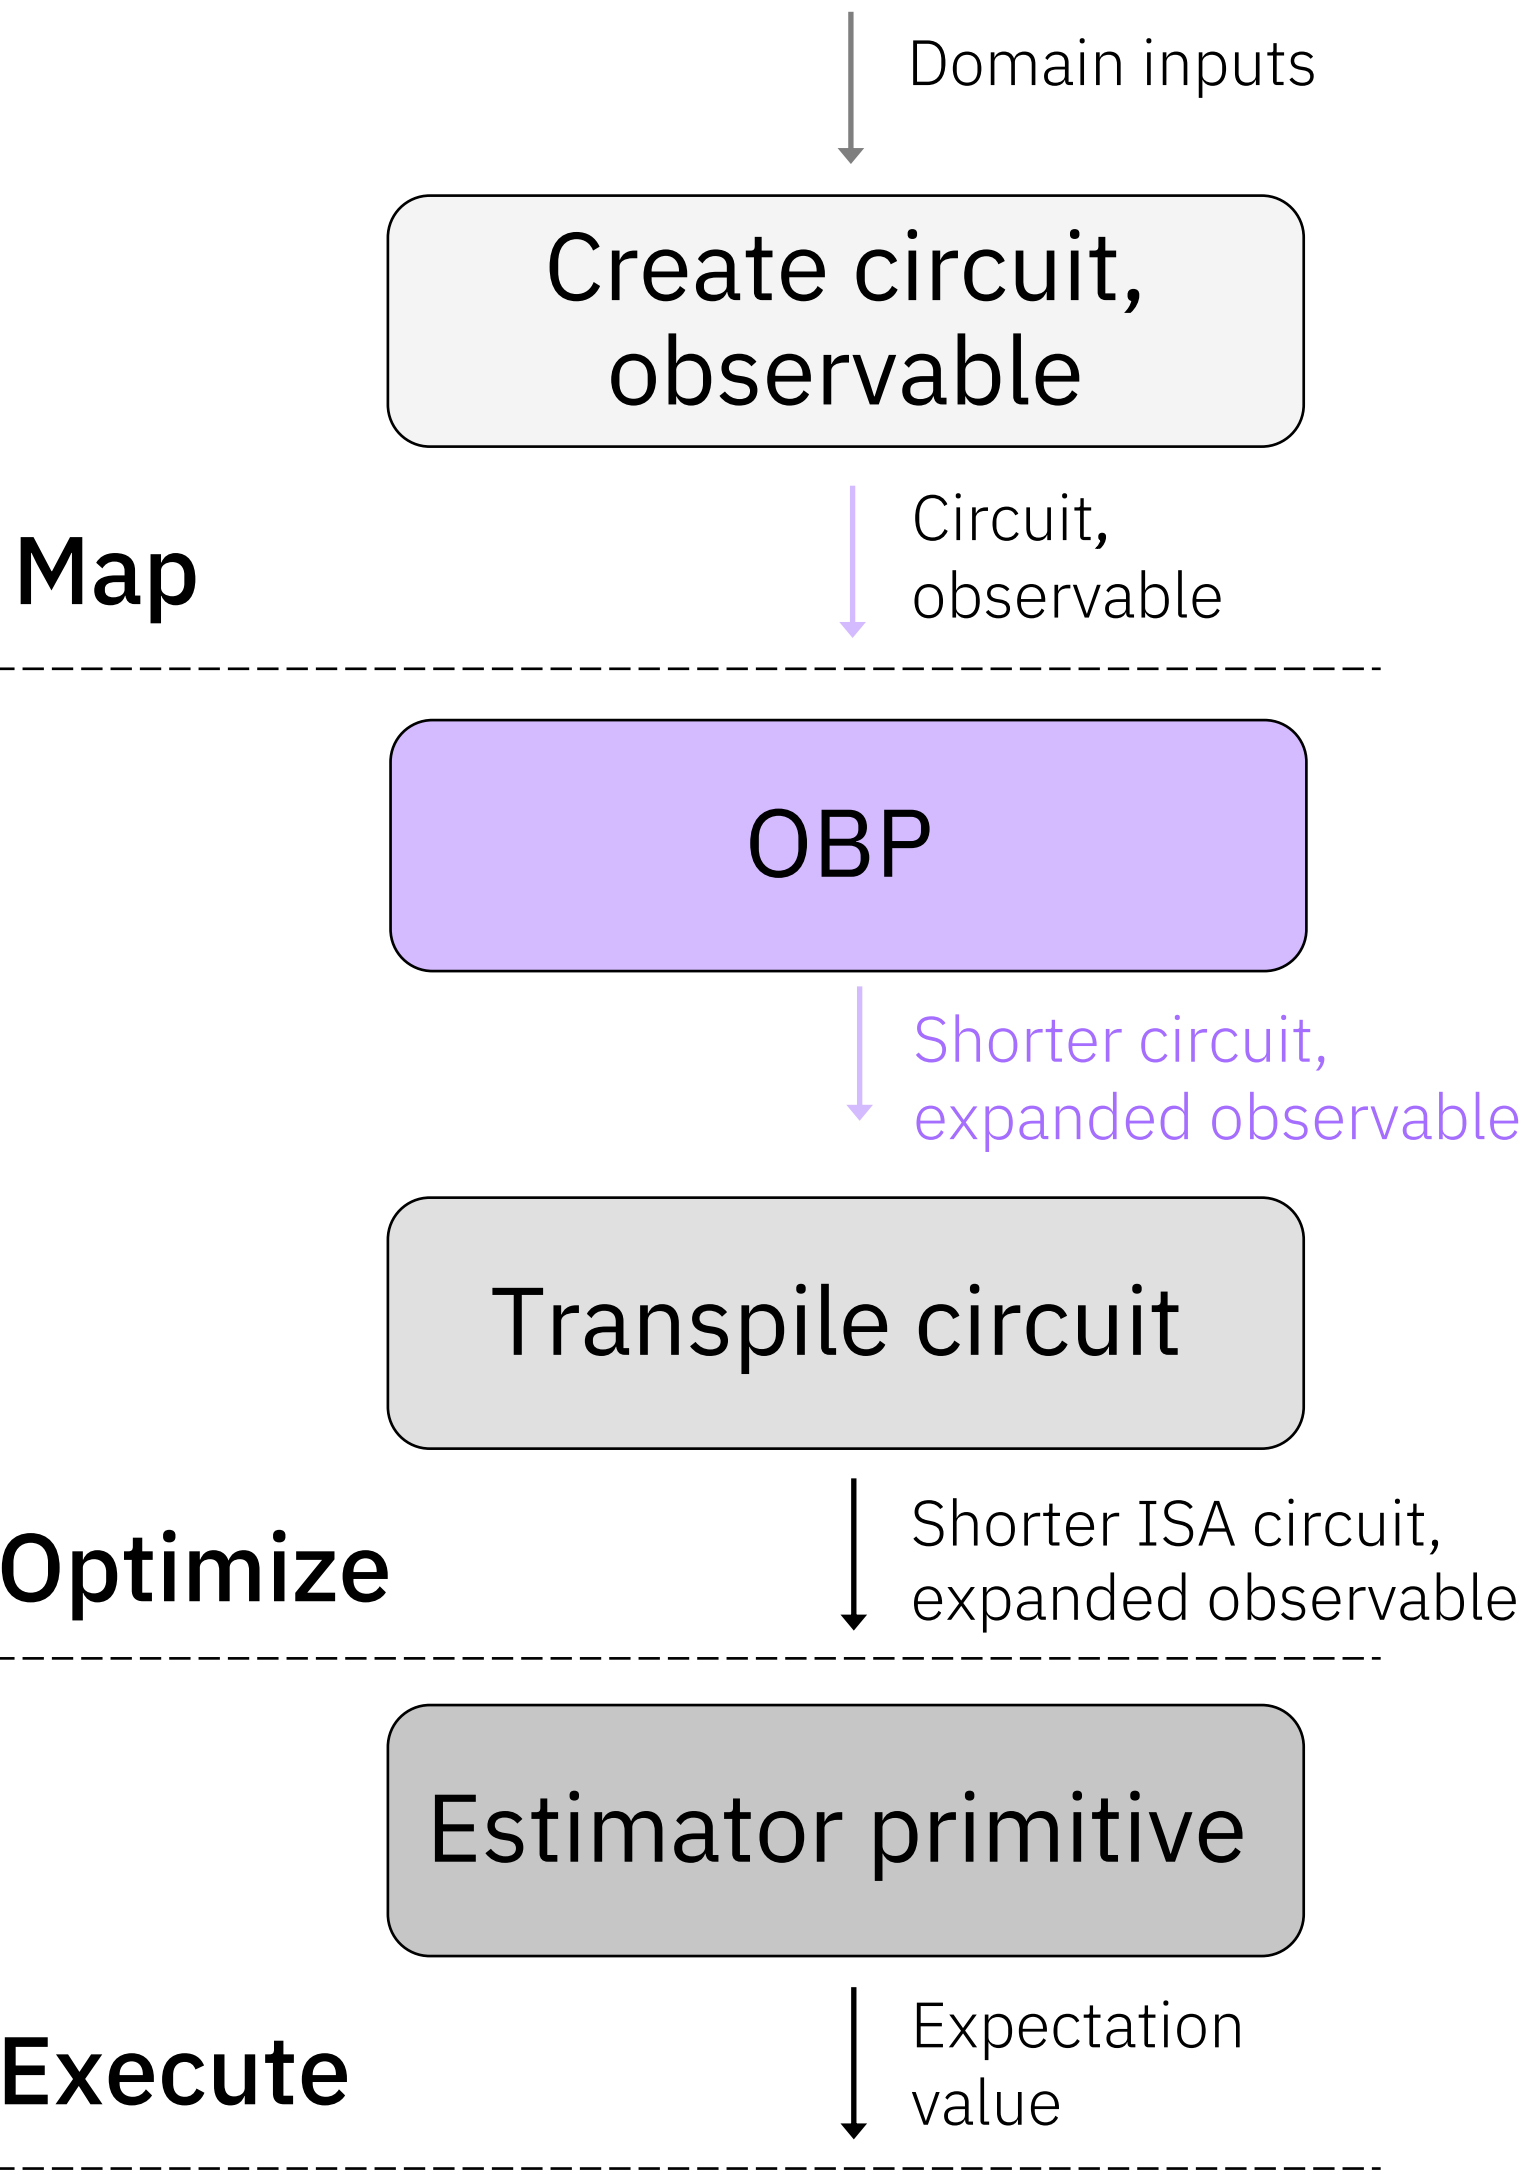 Domain inputs
Create circuit,
observable
Circuit,
observable
Map
OBP
Shorter circuit,
expanded observable
Transpile circuit
Shorter ISA circuit,
expanded observable
Optimize
Estimator primitive
Expectation
value
Execute